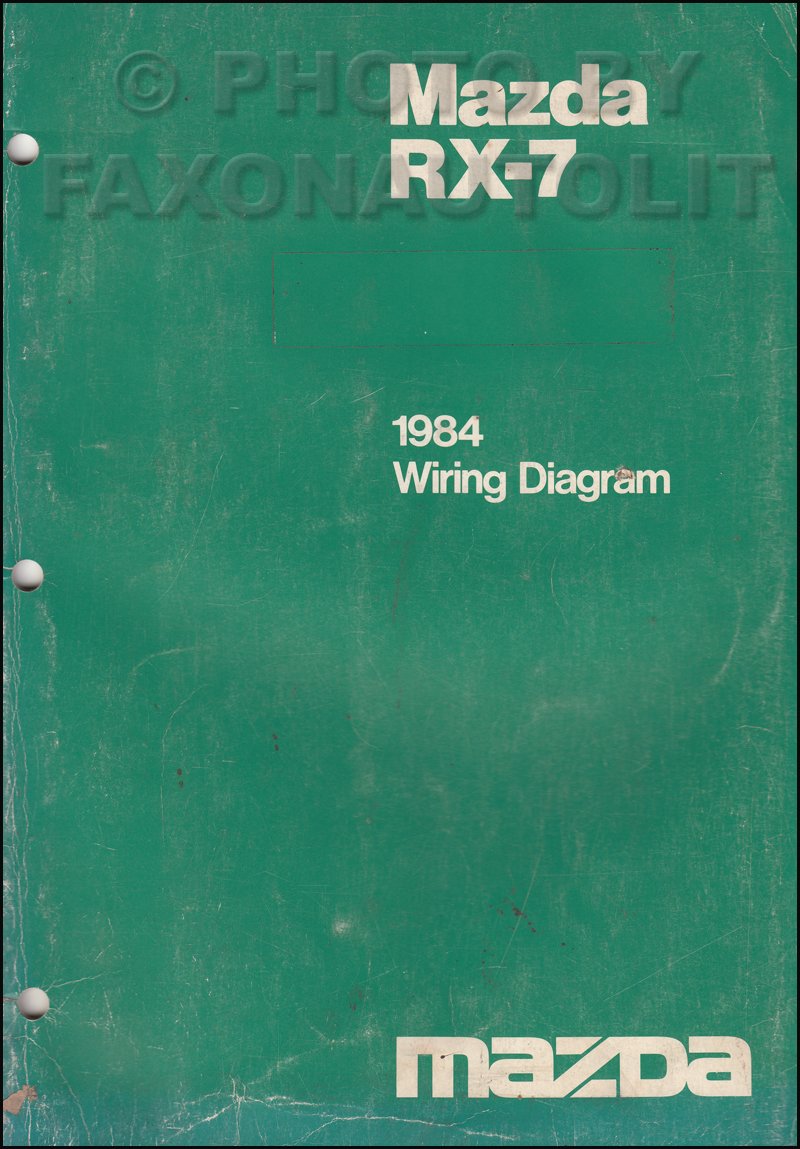 © PHOTO BY
Mazda
FAXONAUTOLIT
RX-7
1984
Wiring Diagram
mazda